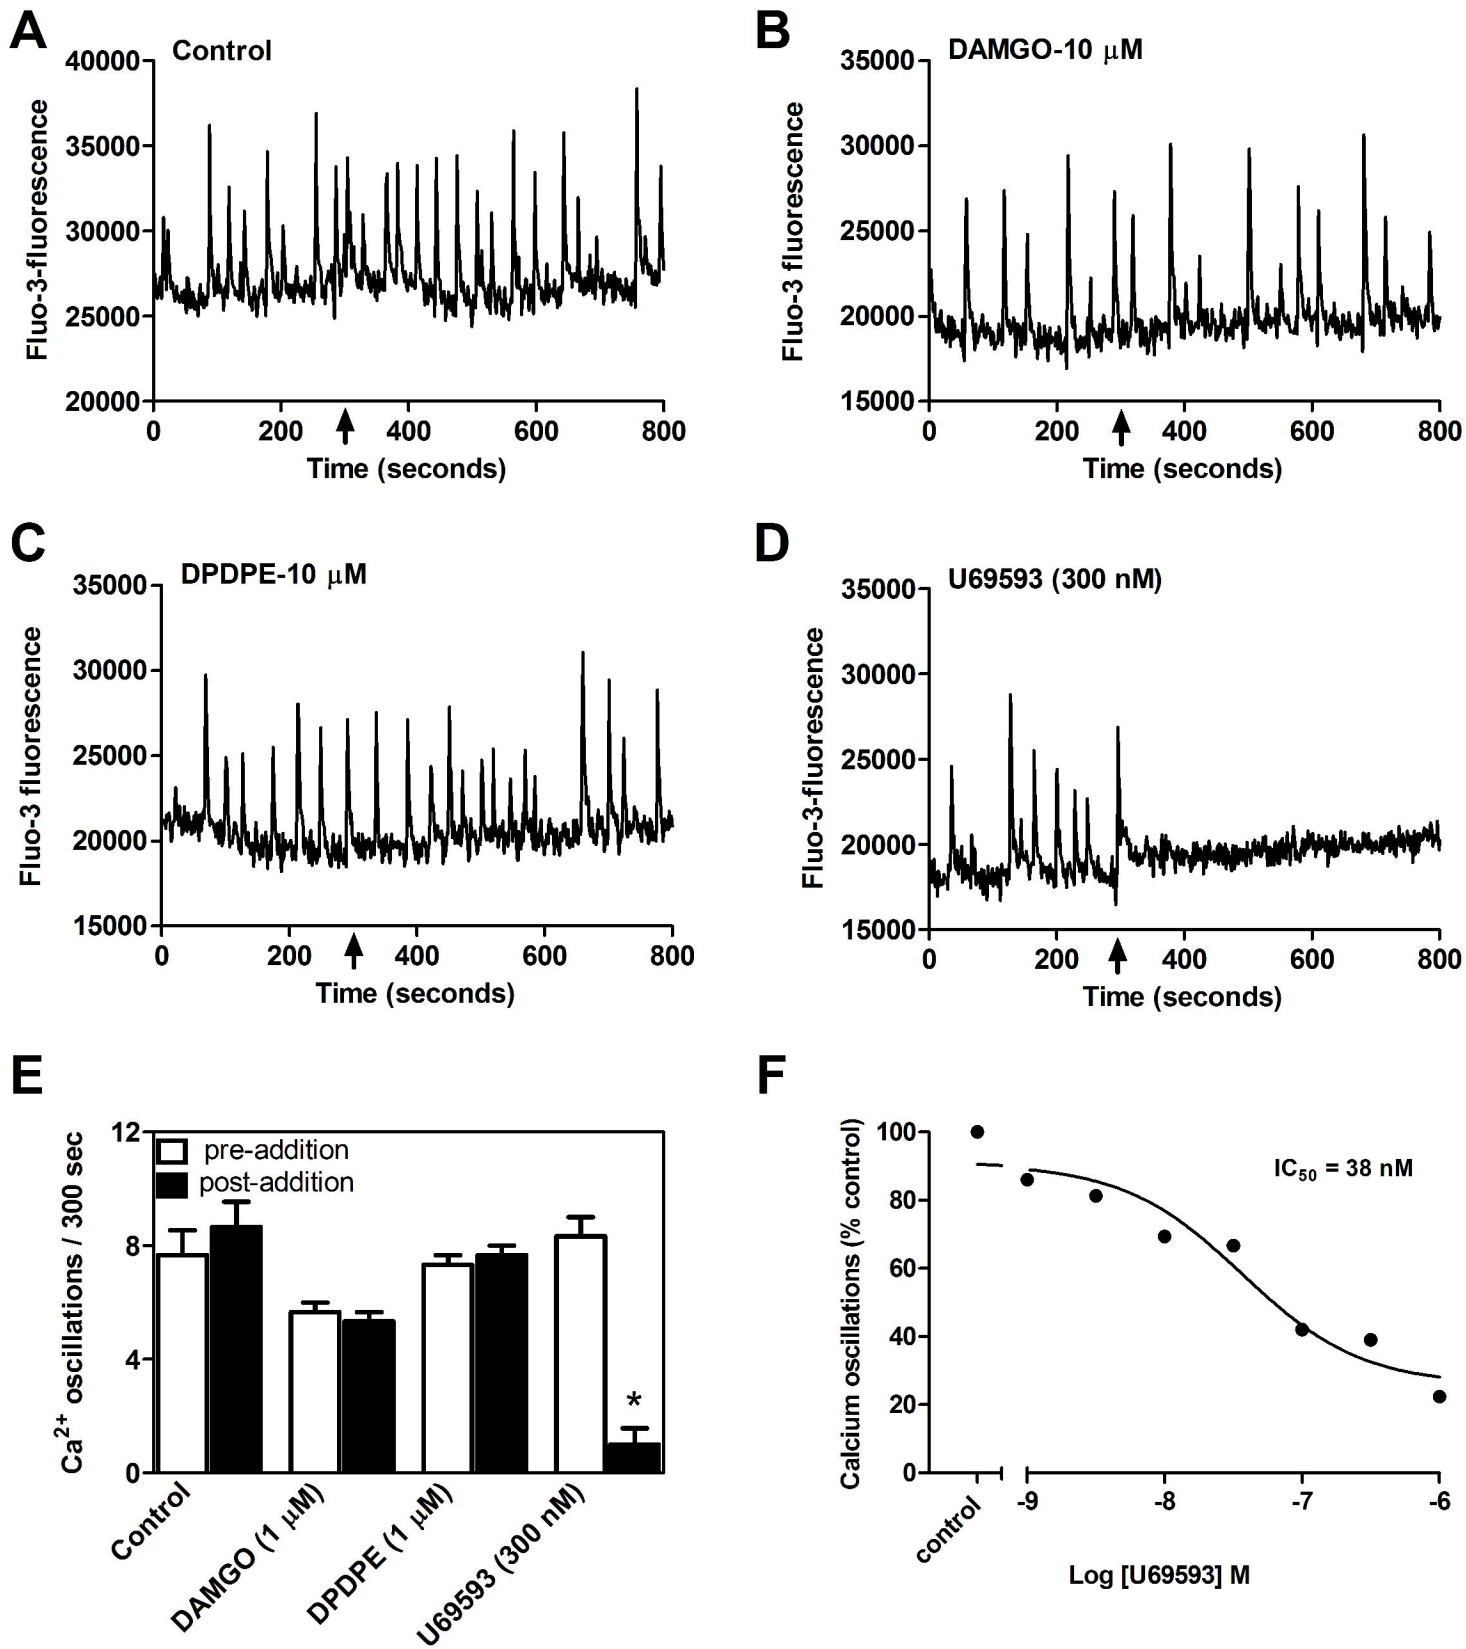 A
Control
40000
35000
30000
25000
20000
Fluo-3-fluorescence
0 200 400 600 800
Time (seconds)
B
DAMGO-10 μM
35000
30000
25000
20000
15000
Fluo-3 fluorescence
0 200 400 600 800
Time (seconds)
C
DPDPE-10 μM
35000
30000
25000
20000
15000
Fluo-3 fluorescence
0 200 400 600 800
Time (seconds)
D
U69593 (300 nM)
35000
30000
25000
20000
15000
Fluo-3-fluorescence
0 200 400 600 800
Time (seconds)
E
12
8
4
0
Ca2+ oscillations / 300 sec
pre-addition
post-addition
*
Control
DAMGO (1 μM)
DPDPE (1 μM)
U69593 (300 nM)
F
100
80
60
40
20
0
Calcium oscillations (% control)
IC50 = 38 nM
control -9 -8 -7 -6
Log [U69593] M